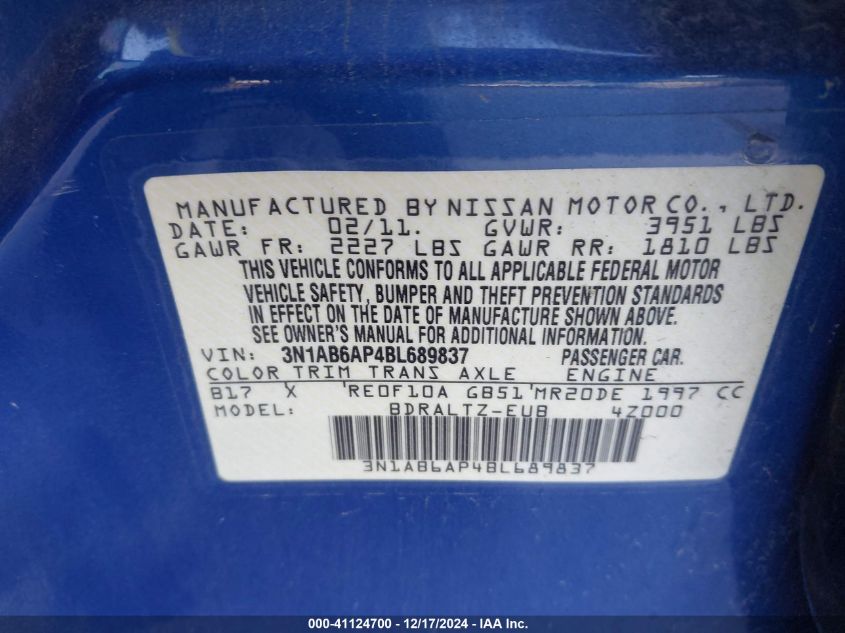 MANUFACTURED BY NISSAN MOTOR CO., LTD.
DATE: 02/11. GVWR: 3951 LBS
GAWR FR: 2227 LBS GAWR RR: 1810 LBS
THIS VEHICLE CONFORMS TO ALL APPLICABLE FEDERAL MOTOR
VEHICLE SAFETY, BUMPER AND THEFT PREVENTION STANDARDS
IN EFFECT ON THE DATE OF MANUFACTURE SHOWN ABOVE.
SEE OWNER'S MANUAL FOR ADDITIONAL INFORMATION.
VIN: 3N1AB6AP4BL689837 PASSENGER CAR.
COLOR TRIM TRANS AXLE ENGINE
B17 X RE0F10A GB51 MR20DE 1997 CC
MODEL: BDRALTZ-EUB 4Z000
3N1AB6AP4BL689837
000-41124700 - 12/17/2024 - IAA Inc.